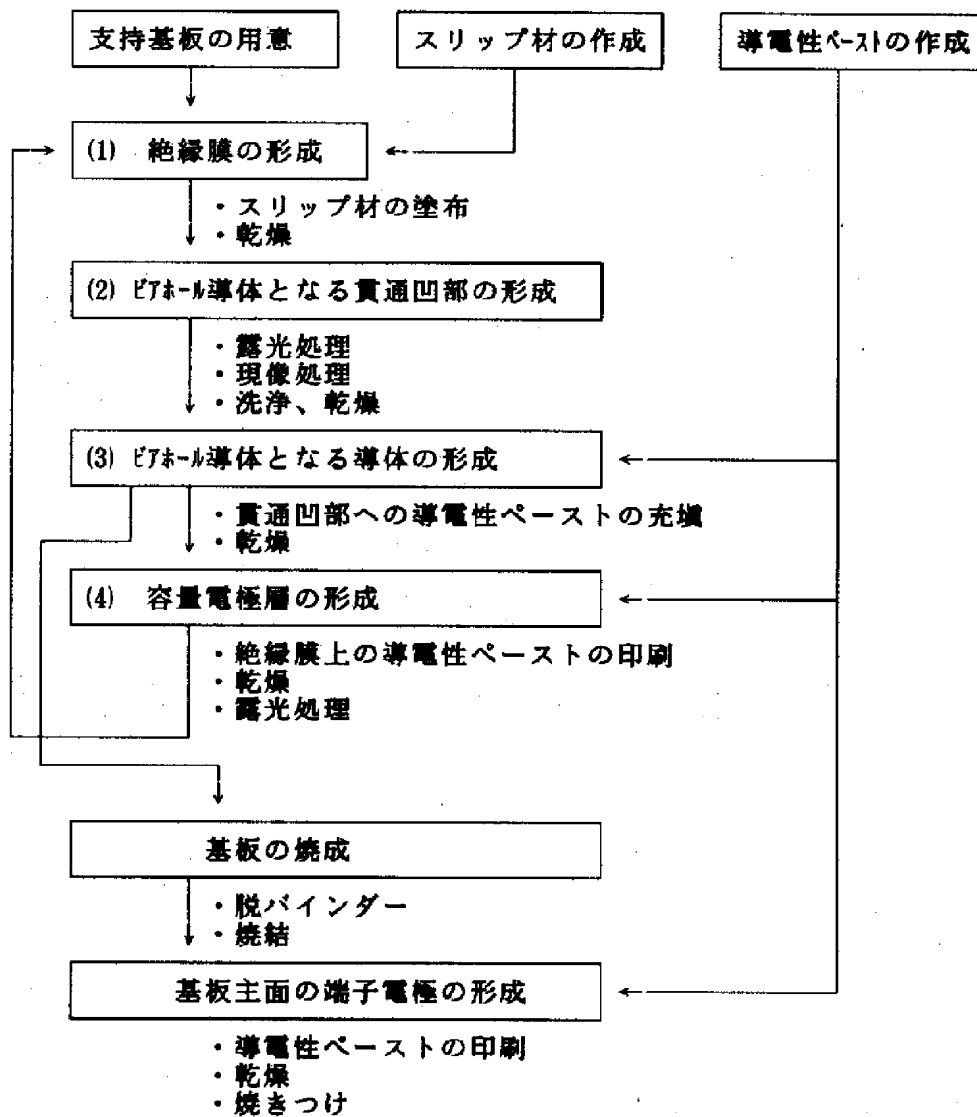 支持基板の用意
スリップ材の作成
導電性ペーストの作成
(1) 絶縁膜の形成
・スリップ材の塗布
・乾燥
(2) ビアホール導体となる貫通凹部の形成
・露光処理
・現像処理
・洗浄、乾燥
(3) ビアホール導体となる導体の形成
・貫通凹部への導電性ペーストの充塡
・乾燥
(4) 容量電極層の形成
・絶縁膜上の導電性ペーストの印刷
・乾燥
・露光処理
基板の焼成
・脱バインダー
・焼結
基板主面の端子電極の形成
・導電性ペーストの印刷
・乾燥
・焼きつけ